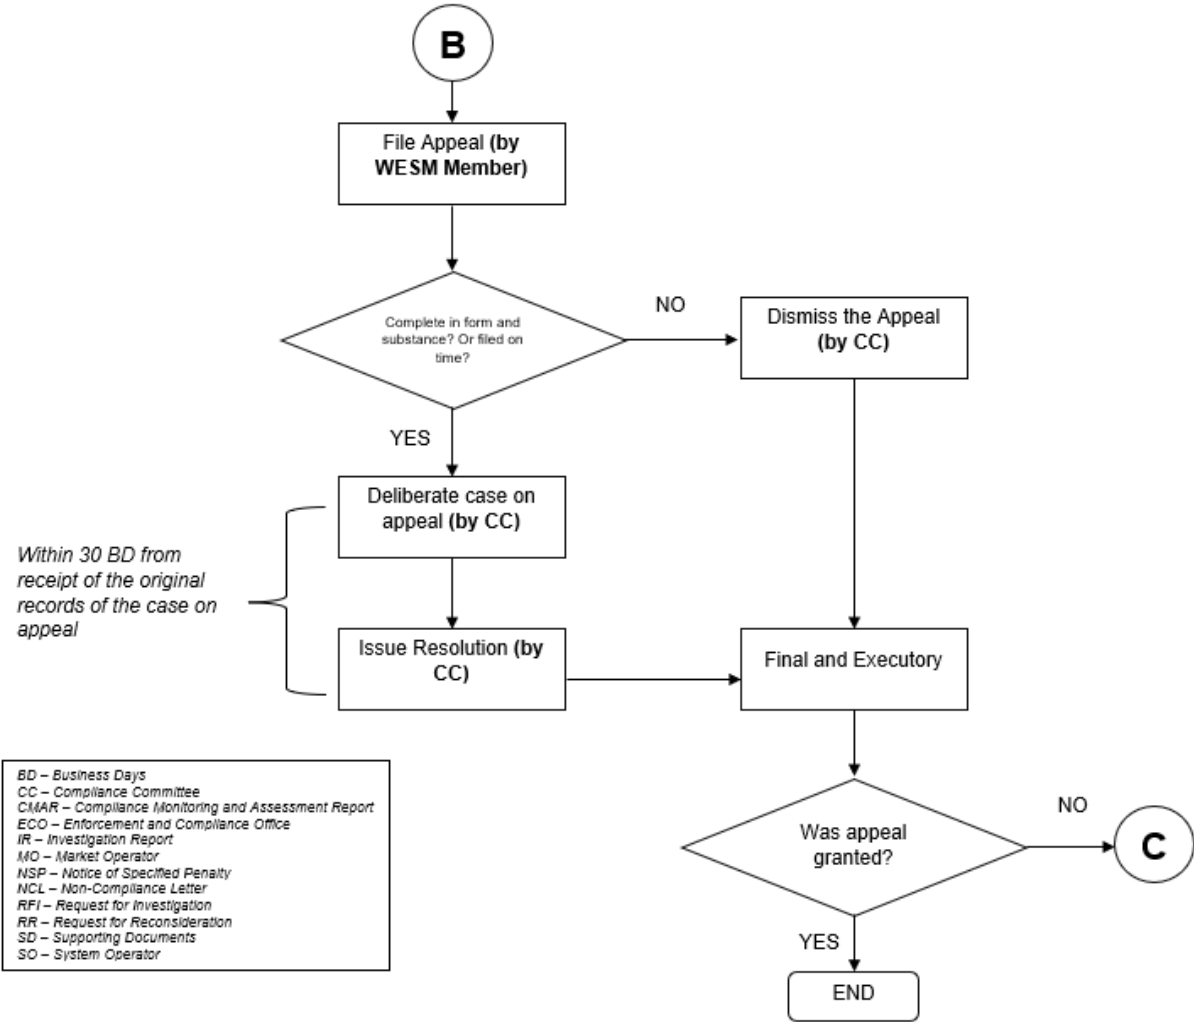 B
File Appeal (by
WESM Member)
Complete in form and
substance? Or filed on
time?
NO
Dismiss the Appeal
(by CC)
YES
Deliberate case on
appeal (by CC)
Within 30 BD from
receipt of the original
records of the case on
appeal
Issue Resolution (by
CC)
Final and Executory
BD – Business Days
CC – Compliance Committee
CMAR – Compliance Monitoring and Assessment Report
ECO – Enforcement and Compliance Office
IR – Investigation Report
MO – Market Operator
NSP – Notice of Specified Penalty
NCL – Non-Compliance Letter
RFI – Request for Investigation
RR – Request for Reconsideration
SD – Supporting Documents
SO – System Operator
Was appeal
granted?
NO
C
YES
END